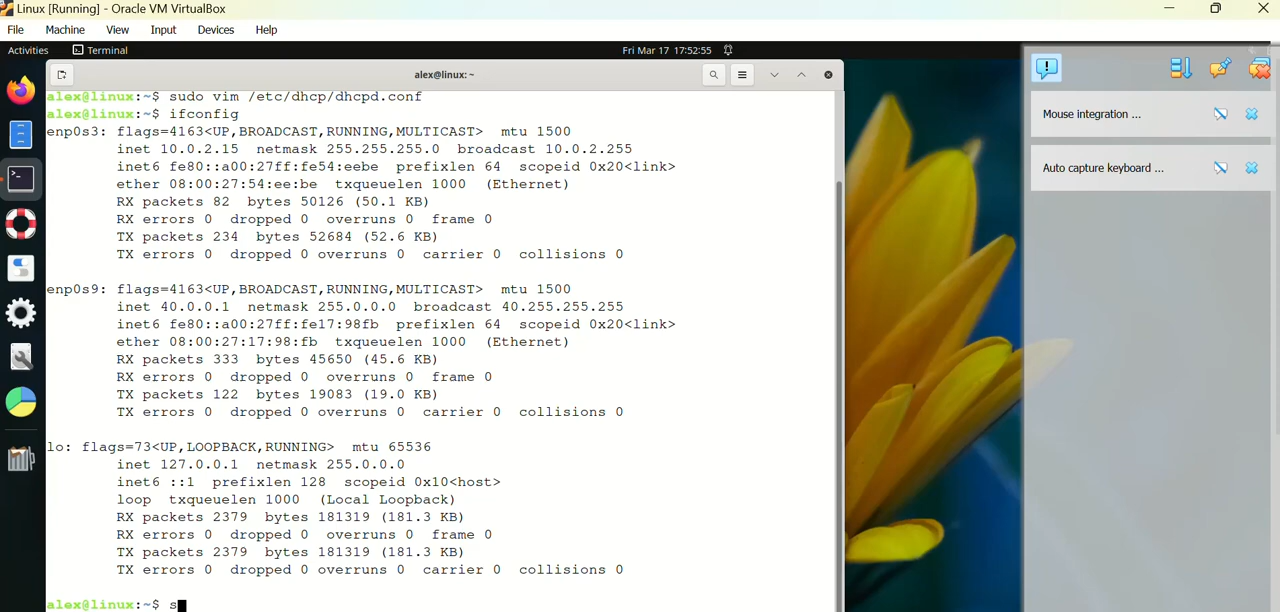 Linux [Running] - Oracle VM VirtualBox
File Machine View Input Devices Help
Activities Terminal Fri Mar 17 17:52:55
alex@linux: ~
alex@linux:~$ sudo vim /etc/dhcp/dhcpd.conf
alex@linux:~$ ifconfig
enp0s3: flags=4163<UP,BROADCAST,RUNNING,MULTICAST> mtu 1500
inet 10.0.2.15 netmask 255.255.255.0 broadcast 10.0.2.255
inet6 fe80::a00:27ff:fe54:eebe prefixlen 64 scopeid 0x20<link>
ether 08:00:27:54:ee:be txqueuelen 1000 (Ethernet)
RX packets 82 bytes 50126 (50.1 KB)
RX errors 0 dropped 0 overruns 0 frame 0
TX packets 234 bytes 52684 (52.6 KB)
TX errors 0 dropped 0 overruns 0 carrier 0 collisions 0
enp0s9: flags=4163<UP,BROADCAST,RUNNING,MULTICAST> mtu 1500
inet 40.0.0.1 netmask 255.0.0.0 broadcast 40.255.255.255
inet6 fe80::a00:27ff:fe17:98fb prefixlen 64 scopeid 0x20<link>
ether 08:00:27:17:98:fb txqueuelen 1000 (Ethernet)
RX packets 333 bytes 45650 (45.6 KB)
RX errors 0 dropped 0 overruns 0 frame 0
TX packets 122 bytes 19083 (19.0 KB)
TX errors 0 dropped 0 overruns 0 carrier 0 collisions 0
lo: flags=73<UP,LOOPBACK,RUNNING> mtu 65536
inet 127.0.0.1 netmask 255.0.0.0
inet6 ::1 prefixlen 128 scopeid 0x10<host>
loop txqueuelen 1000 (Local Loopback)
RX packets 2379 bytes 181319 (181.3 KB)
RX errors 0 dropped 0 overruns 0 frame 0
TX packets 2379 bytes 181319 (181.3 KB)
TX errors 0 dropped 0 overruns 0 carrier 0 collisions 0
alex@linux:~$ s
Mouse integration ...
Auto capture keyboard ...